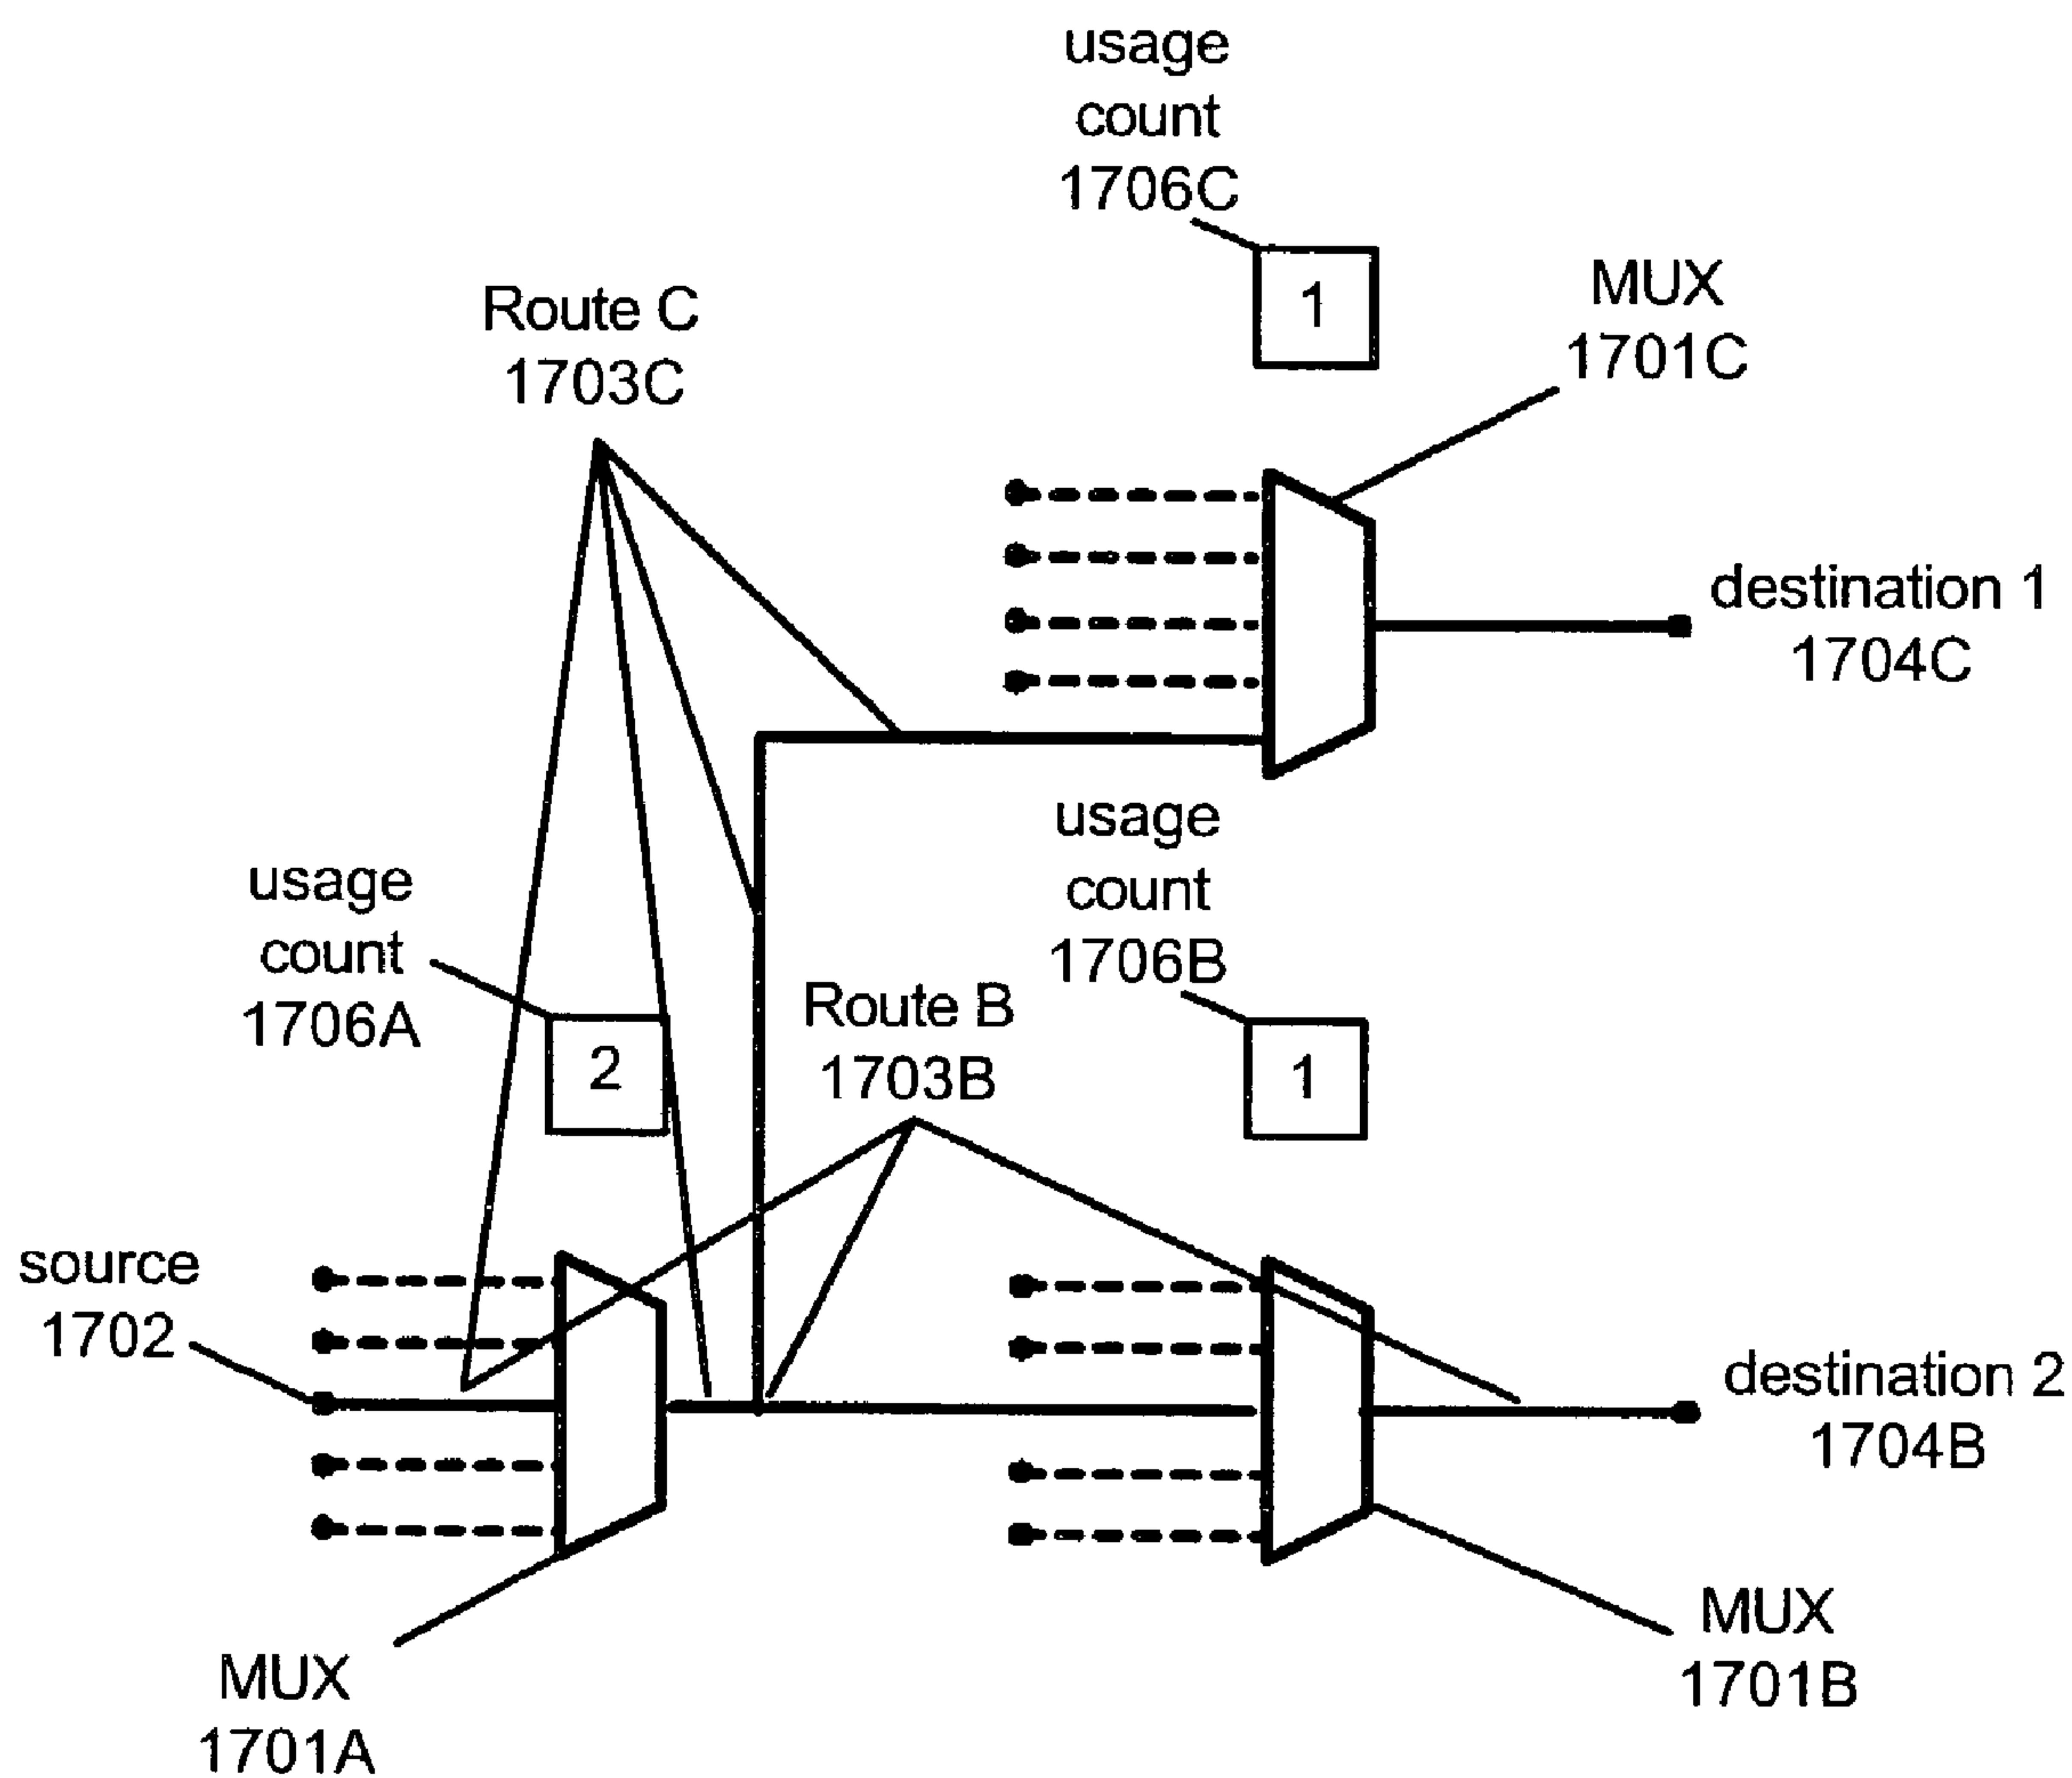 usage
count
1706C
1
MUX
1701C
Route C
1703C
destination 1
1704C
usage
count
1706B
1
usage
count
1706A
2
Route B
1703B
source
1702
destination 2
1704B
MUX
1701B
MUX
1701A